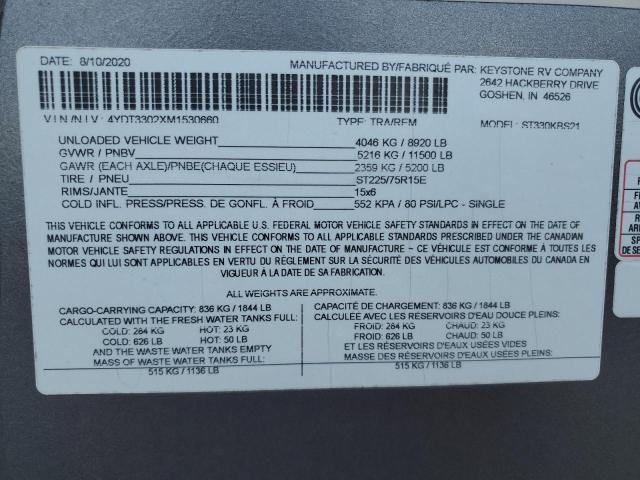 DATE: 8/10/2020
MANUFACTURED BY/FABRIQUÉ PAR: KEYSTONE RV COMPANY
2642 HACKBERRY DRIVE
GOSHEN, IN 46526
V I N /N I V : 4YDT3302XM1530660
TYPE: TRA/REM
MODEL: ST330KBS21
UNLOADED VEHICLE WEIGHT 4046 KG / 8920 LB
GVWR / PNBV 5216 KG / 11500 LB
GAWR (EACH AXLE)/PNBE(CHAQUE ESSIEU) 2359 KG / 5200 LB
TIRE / PNEU ST225/75R15E
RIMS/JANTE 15x6
COLD INFL. PRESS/PRESS. DE GONFL. À FROID 552 KPA / 80 PSI/LPC - SINGLE
THIS VEHICLE CONFORMS TO ALL APPLICABLE U.S. FEDERAL MOTOR VEHICLE SAFETY STANDARDS IN EFFECT ON THE DATE OF
MANUFACTURE SHOWN ABOVE. THIS VEHICLE CONFORMS TO ALL APPLICABLE STANDARDS PRESCRIBED UNDER THE CANADIAN
MOTOR VEHICLE SAFETY REGULATIONS IN EFFECT ON THE DATE OF MANUFACTURE ~ CE VÉHICULE EST CONFORME À TOUTES LES
NORMES QUI LUI SONT APPLICABLES EN VERTU DU RÈGLEMENT SUR LA SÉCURITÉ DES VÉHICULES AUTOMOBILES DU CANADA EN
VIGUEUR À LA DATE DE SA FABRICATION.
ALL WEIGHTS ARE APPROXIMATE.
CARGO-CARRYING CAPACITY: 836 KG / 1844 LB
CALCULATED WITH THE FRESH WATER TANKS FULL:
COLD: 284 KG HOT: 23 KG
COLD: 626 LB HOT: 50 LB
AND THE WASTE WATER TANKS EMPTY
MASS OF WASTE WATER TANKS FULL:
515 KG / 1136 LB
CAPACITÉ DE CHARGEMENT: 836 KG / 1844 LB
CALCULÉE AVEC LES RÉSERVOIRS D'EAU DOUCE PLEINS:
FROID: 284 KG CHAUD: 23 KG
FROID: 626 LB CHAUD: 50 LB
ET LES RÉSERVOIRS D'EAUX USÉES VIDES
MASSE DES RÉSERVOIRS D'EAUX USÉES PLEINS:
515 KG / 1136 LB